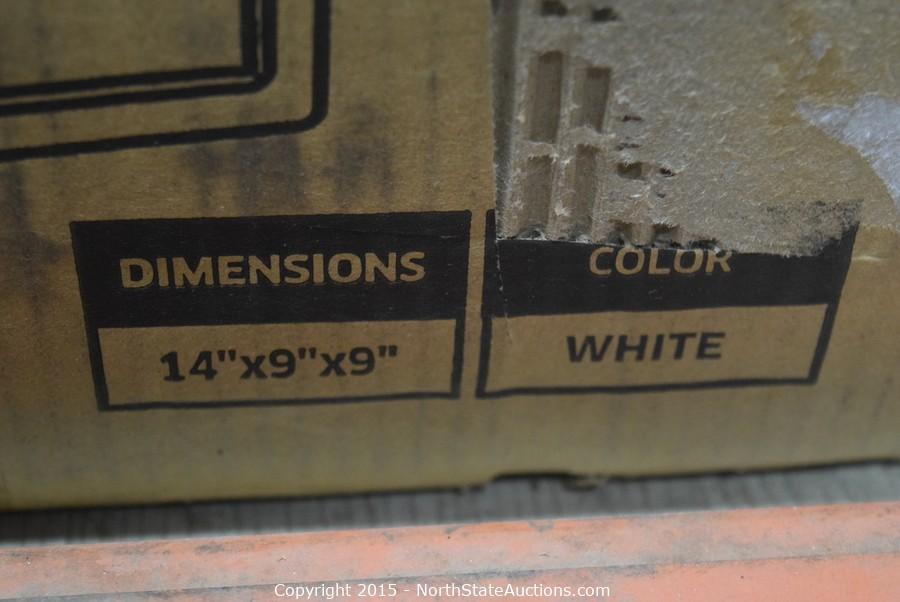 DIMENSIONS
14"x9"x9"
COLOR
WHITE
Copyright 2015 - NorthStateAuctions.com